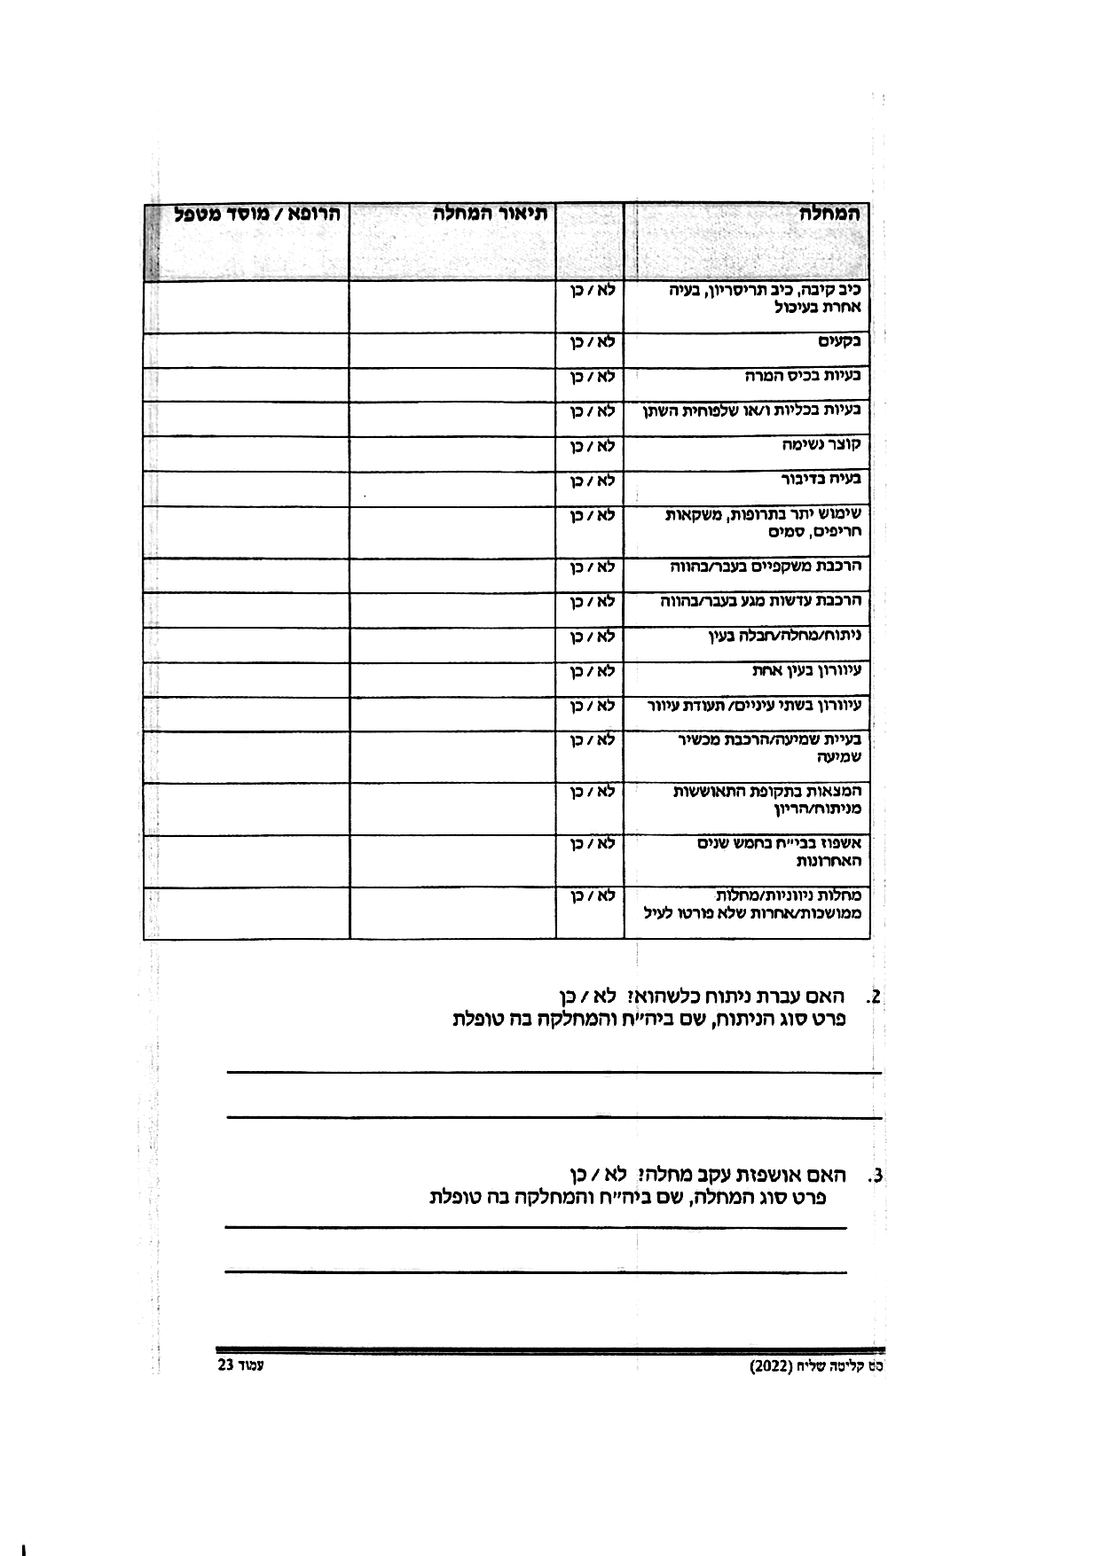 המחלה תיאור המחלה הרופא / מוסד מטפל
כיב קיבה, כיב תריסריון, בעיה לא / כן
אחרת בעיכול
בקעים לא / כן
בעיות בכיס המרה לא / כן
בעיות בכליות ו/או שלפוחית השתן לא / כן
קוצר נשימה לא / כן
בעיה בדיבור לא / כן
שימוש יתר בתרופות, משקאות לא / כן
חריפים, סמים
הרכבת משקפיים בעבר/בהווה לא / כן
הרכבת עדשות מגע בעבר/בהווה לא / כן
ניתוח/מחלה/חבלה בעין לא / כן
עיוורון בעין אחת לא / כן
עיוורון בשתי עיניים/ תעודת עיוור לא / כן
בעיית שמיעה/הרכבת מכשיר לא / כן
שמיעה
המצאות בתקופת התאוששות לא / כן
מניתוח/הריון
אשפוז בבי״ח בחמש שנים לא / כן
האחרונות
מחלות ניווניות/מחלות לא / כן
ממושכות/אחרות שלא פורטו לעיל
2. האם עברת ניתוח כלשהוא? לא / כן
פרט סוג הניתוח, שם ביה״ח והמחלקה בה טופלת
3. האם אושפזת עקב מחלה? לא / כן
פרט סוג המחלה, שם ביה״ח והמחלקה בה טופלת
קליטה שליח (2022) עמוד 23